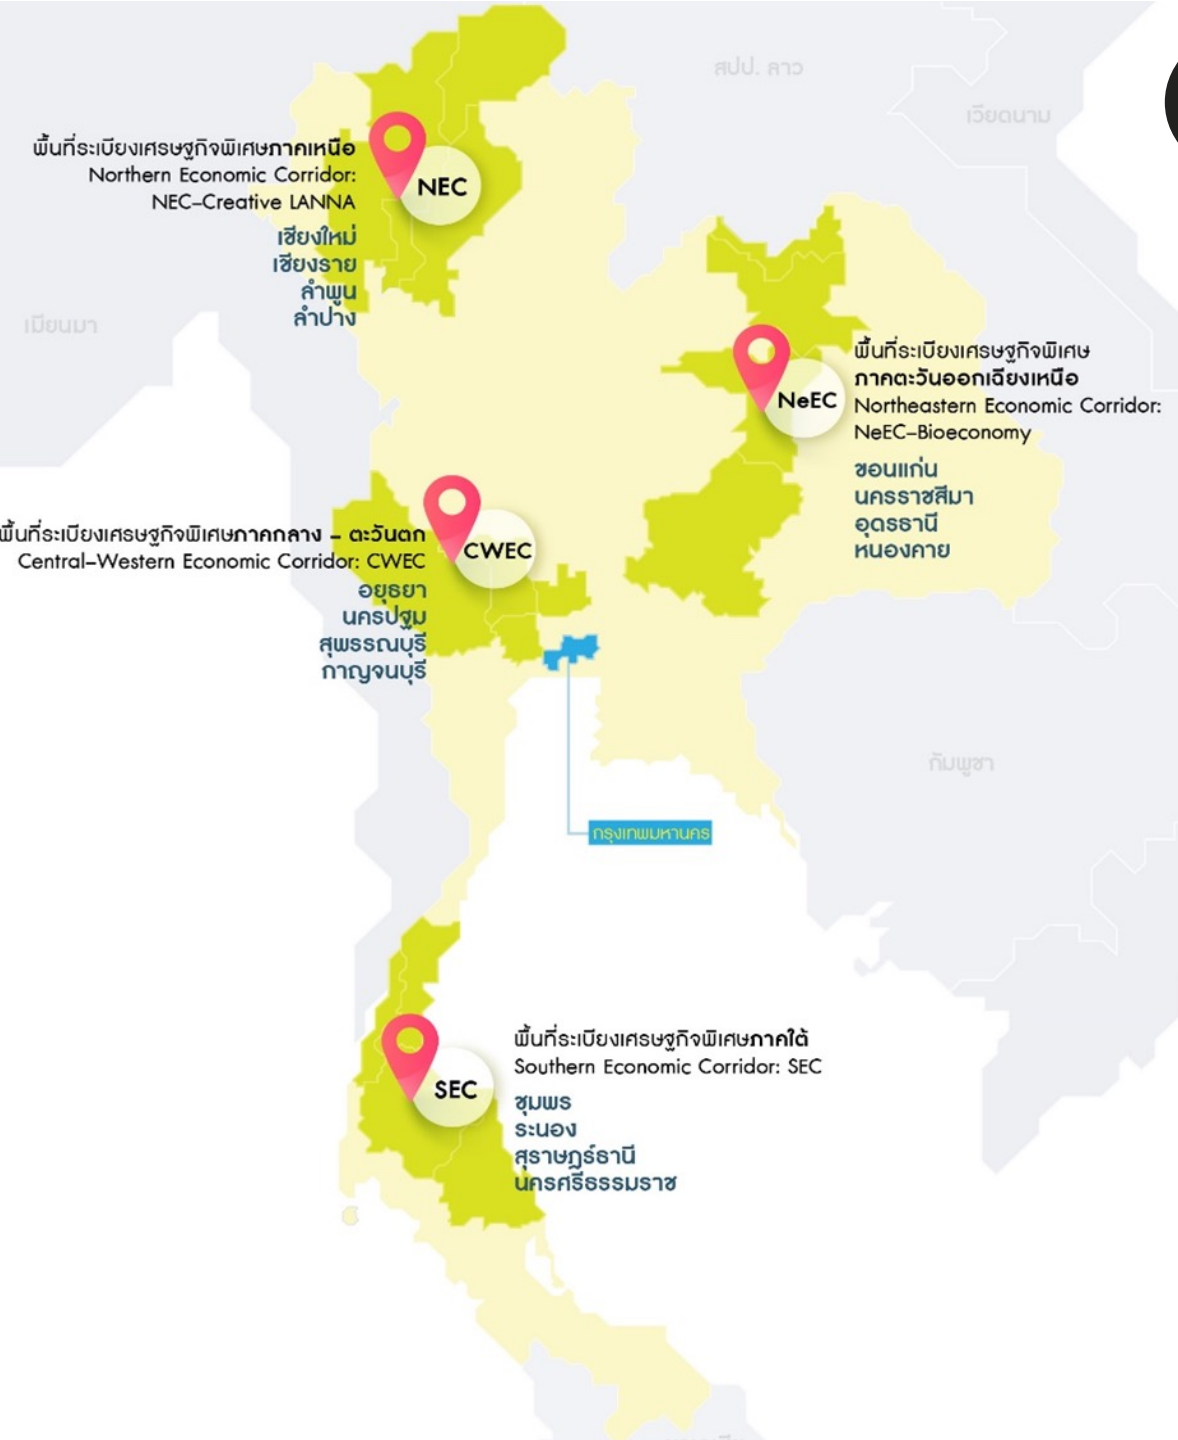 สปป. ลาว
เวียดนาม
พื้นที่ระเบียงเศรษฐกิจพิเศษภาคเหนือ
Northern Economic Corridor:
NEC–Creative LANNA
เชียงใหม่
เชียงราย
ลำพูน
ลำปาง
NEC
เมียนมา
พื้นที่ระเบียงเศรษฐกิจพิเศษ
ภาคตะวันออกเฉียงเหนือ
Northeastern Economic Corridor:
NeEC–Bioeconomy
ขอนแก่น
นครราชสีมา
อุดรธานี
หนองคาย
NeEC
พื้นที่ระเบียงเศรษฐกิจพิเศษภาคกลาง – ตะวันตก
Central–Western Economic Corridor: CWEC
อยุธยา
นครปฐม
สุพรรณบุรี
กาญจนบุรี
CWEC
กัมพูชา
กรุงเทพมหานคร
พื้นที่ระเบียงเศรษฐกิจพิเศษภาคใต้
Southern Economic Corridor: SEC
ชุมพร
ระนอง
สุราษฎร์ธานี
นครศรีธรรมราช
SEC